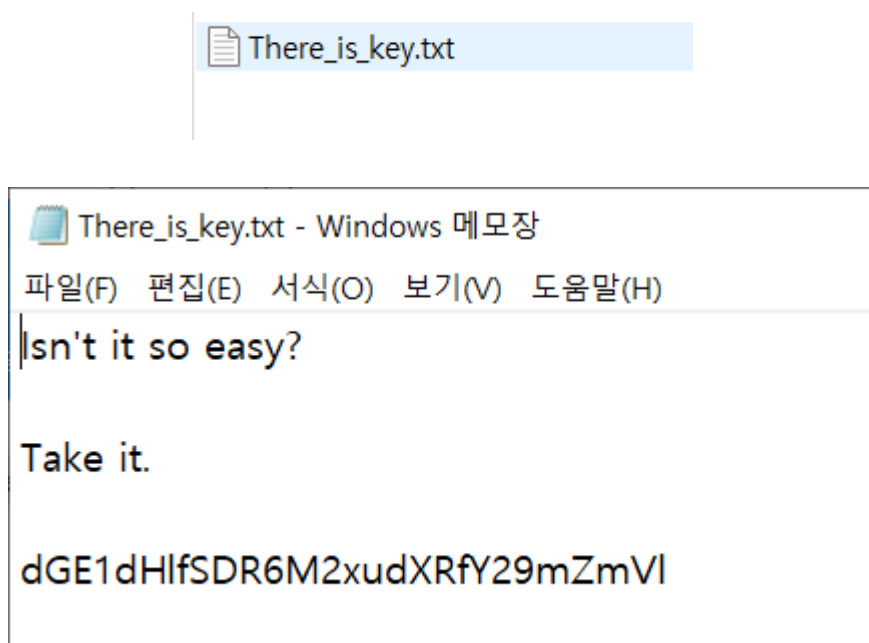 There_is_key.txt
There_is_key.txt - Windows 메모장
파일(F) 편집(E) 서식(O) 보기(V) 도움말(H)
Isn't it so easy?
Take it.
dGE1dHlfSDR6M2xudXRfY29mZmVl